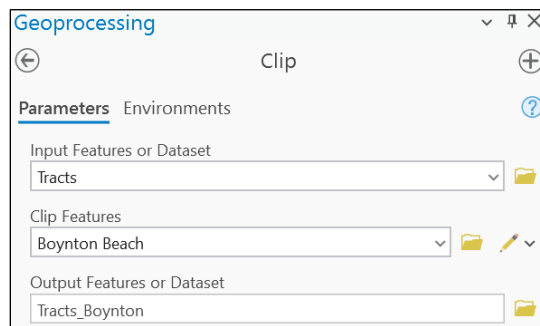 Geoprocessing
Clip
Parameters Environments
Input Features or Dataset
Tracts
Clip Features
Boynton Beach
Output Features or Dataset
Tracts_Boynton